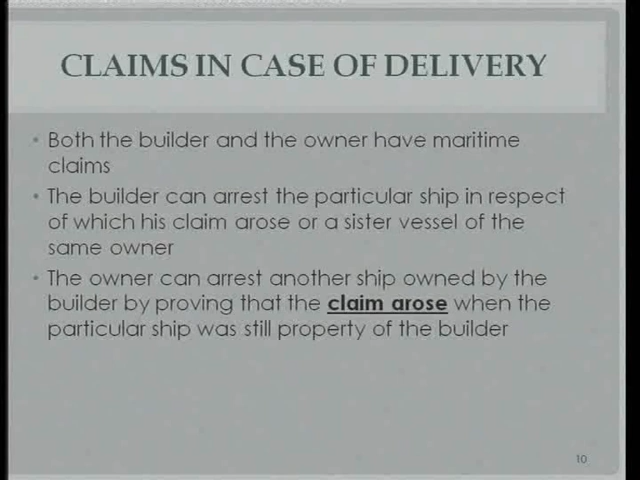 CLAIMS IN CASE OF DELIVERY
• Both the builder and the owner have maritime
claims
• The builder can arrest the particular ship in respect
of which his claim arose or a sister vessel of the
same owner
• The owner can arrest another ship owned by the
builder by proving that the claim arose when the
particular ship was still property of the builder
10